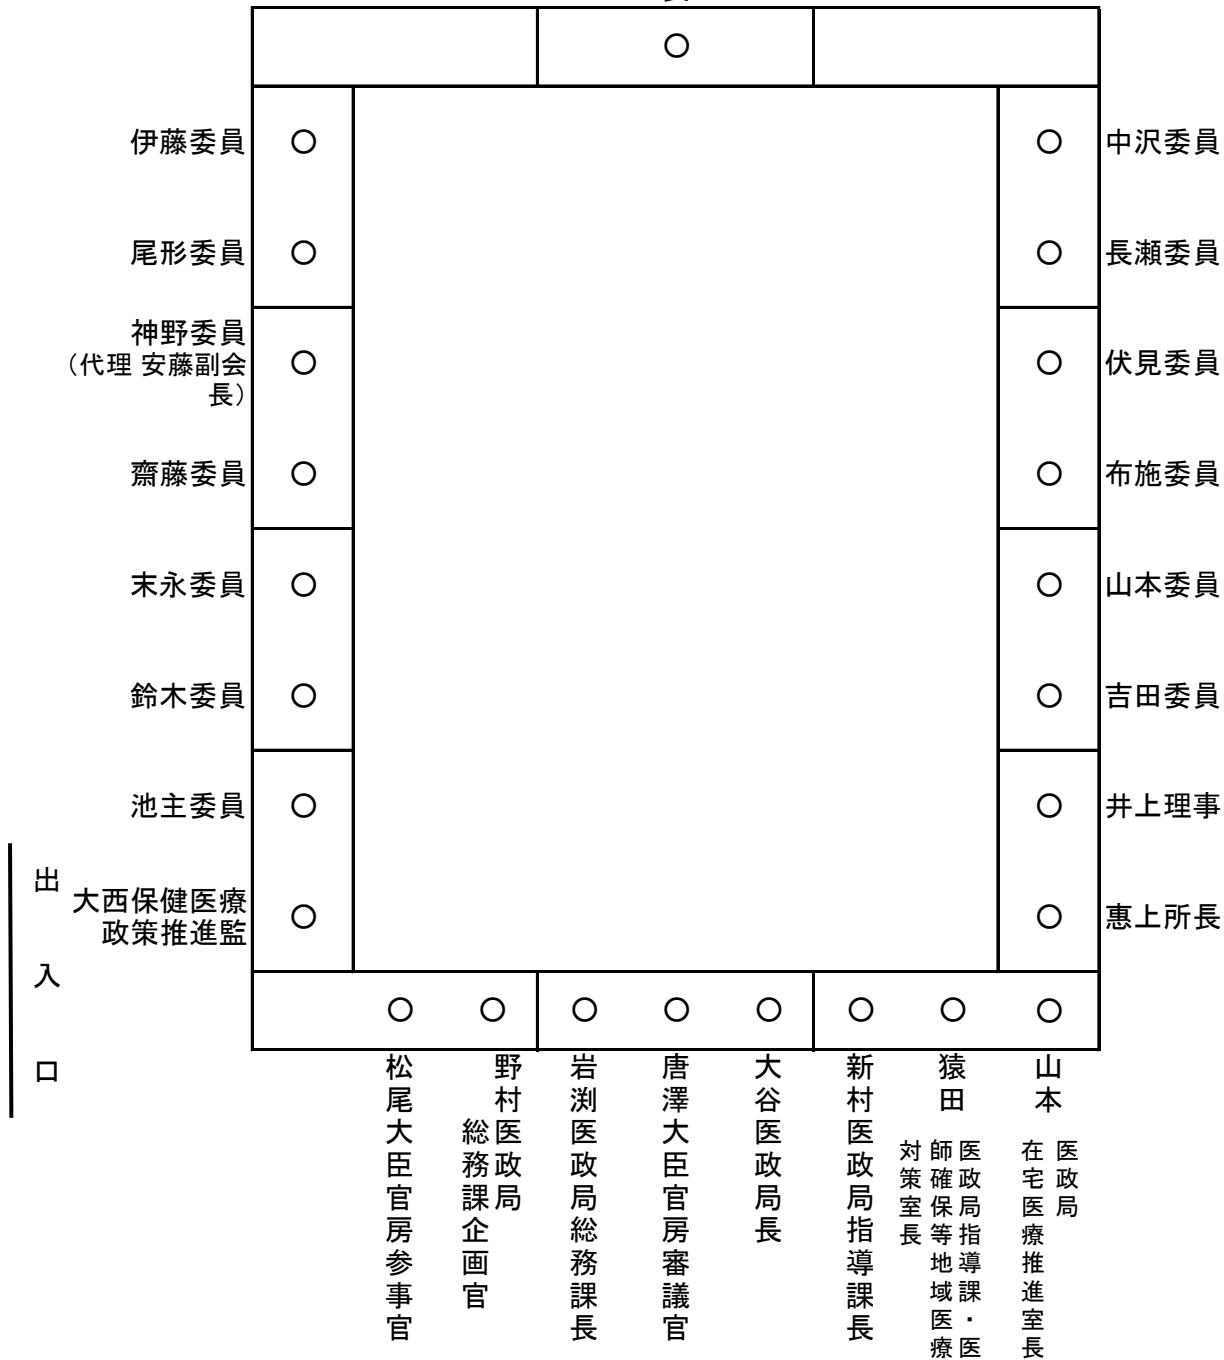 伊藤委員
中沢委員
尾形委員
長瀬委員
神野委員
（代理 安藤副会
長）
伏見委員
齋藤委員
布施委員
末永委員
山本委員
鈴木委員
吉田委員
池主委員
井上理事
大西保健医療
政策推進監
惠上所長
出入口
松尾大臣官房参事官
野村医政局
総務課企画官
岩渕医政局総務課長
唐澤大臣官房審議官
大谷医政局長
新村医政局指導課長
猿田
医政局指導課・医
師確保等地域医療
対策室長
山本
医政局
在宅医療推進室長